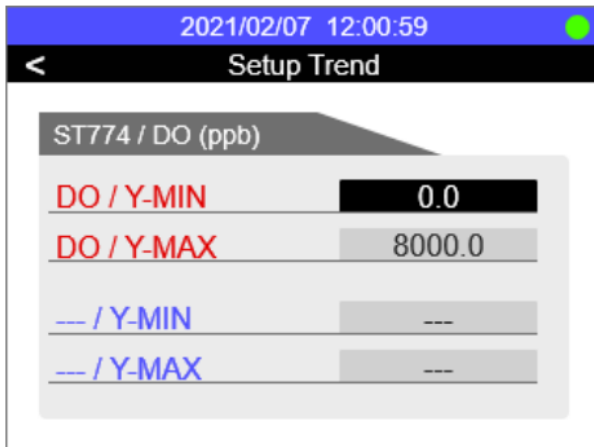 2021/02/07 12:00:59
< Setup Trend
ST774 / DO (ppb)
DO / Y-MIN 0.0
DO / Y-MAX 8000.0
--- / Y-MIN ---
--- / Y-MAX ---